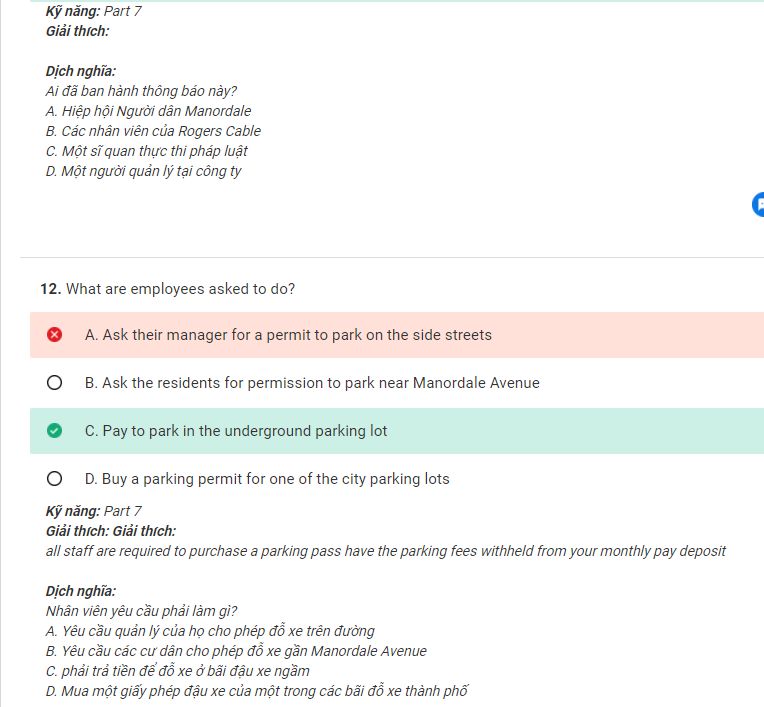 Kỹ năng: Part 7
Giải thích:
Dịch nghĩa:
Ai đã ban hành thông báo này?
A. Hiệp hội Người dân Manordale
B. Các nhân viên của Rogers Cable
C. Một sĩ quan thực thi pháp luật
D. Một người quản lý tại công ty
12. What are employees asked to do?
A. Ask their manager for a permit to park on the side streets
B. Ask the residents for permission to park near Manordale Avenue
C. Pay to park in the underground parking lot
D. Buy a parking permit for one of the city parking lots
Kỹ năng: Part 7
Giải thích: Giải thích:
all staff are required to purchase a parking pass have the parking fees withheld from your monthly pay deposit
Dịch nghĩa:
Nhân viên yêu cầu phải làm gì?
A. Yêu cầu quản lý của họ cho phép đỗ xe trên đường
B. Yêu cầu các cư dân cho phép đỗ xe gần Manordale Avenue
C. phải trả tiền để đỗ xe ở bãi đậu xe ngầm
D. Mua một giấy phép đậu xe của một trong các bãi đỗ xe thành phố